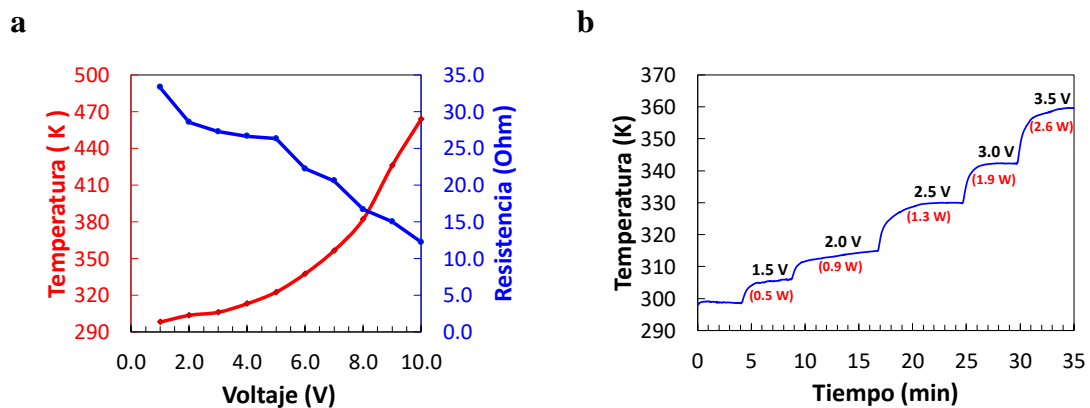 a
500
470
440
410
380
350
320
290
Temperatura ( K )
35.0
30.0
25.0
20.0
15.0
10.0
5.0
0.0
Resistencia (Ohm)
0.0 2.0 4.0 6.0 8.0 10.0
Voltaje (V)
b
370
360
350
340
330
320
310
300
290
Temperatura (K)
3.5 V
(2.6 W)
3.0 V
(1.9 W)
2.5 V
(1.3 W)
2.0 V
(0.9 W)
1.5 V
(0.5 W)
0 5 10 15 20 25 30 35
Tiempo (min)